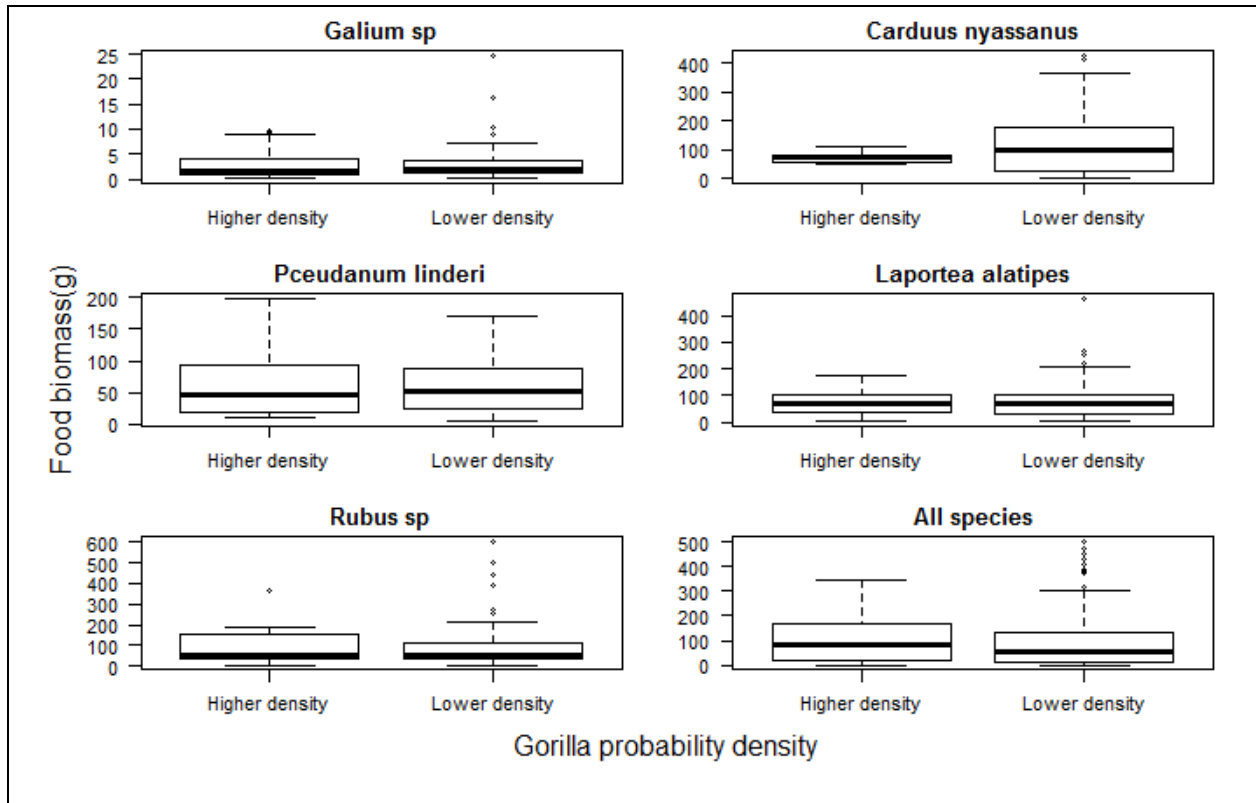 Galium sp
25
20
15
10
5
0
Higher density Lower density
Carduus nyassanus
400
300
200
100
0
Higher density Lower density
Pceudanum linderi
200
150
100
50
0
Higher density Lower density
Laportea alatipes
400
300
200
100
0
Higher density Lower density
Rubus sp
600
500
400
300
200
100
0
Higher density Lower density
All species
500
400
300
200
100
0
Higher density Lower density
Food biomass(g)
Gorilla probability density